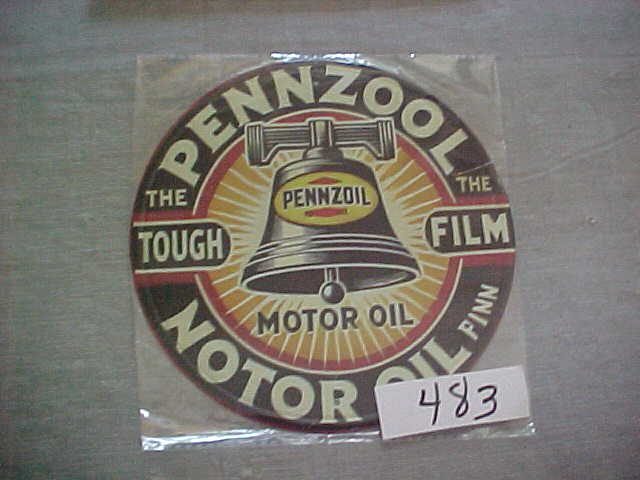 PENNZOOL
THE THE
PENNZOIL
TOUGH FILM
MOTOR OIL
NOTOR OIL PINN
483